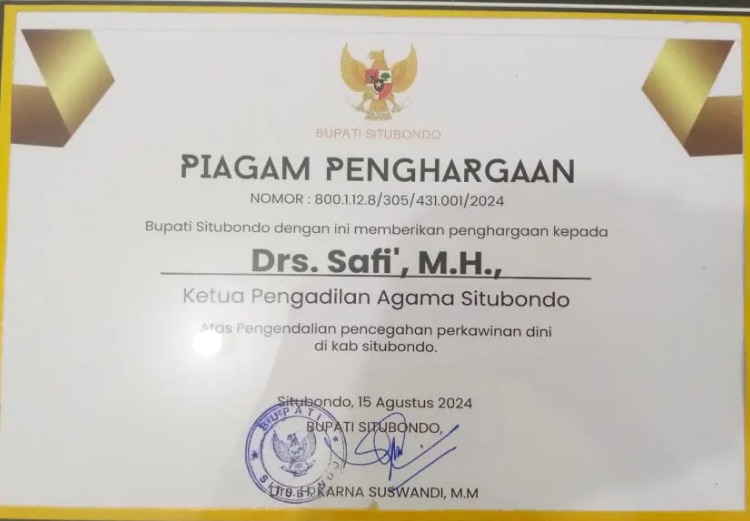 BUPATI SITUBONDO
PIAGAM PENGHARGAAN
NOMOR : 800.1.12.8/305/431.001/2024
Bupati Situbondo dengan ini memberikan penghargaan kepada
Drs. Safi', M.H.,
Ketua Pengadilan Agama Situbondo
Atas Pengendalian pencegahan perkawinan dini
di kab situbondo.
Situbondo, 15 Agustus 2024
BUPATI SITUBONDO,
BUPATI
SITUBONDO
KARNA SUSWANDI, M.M